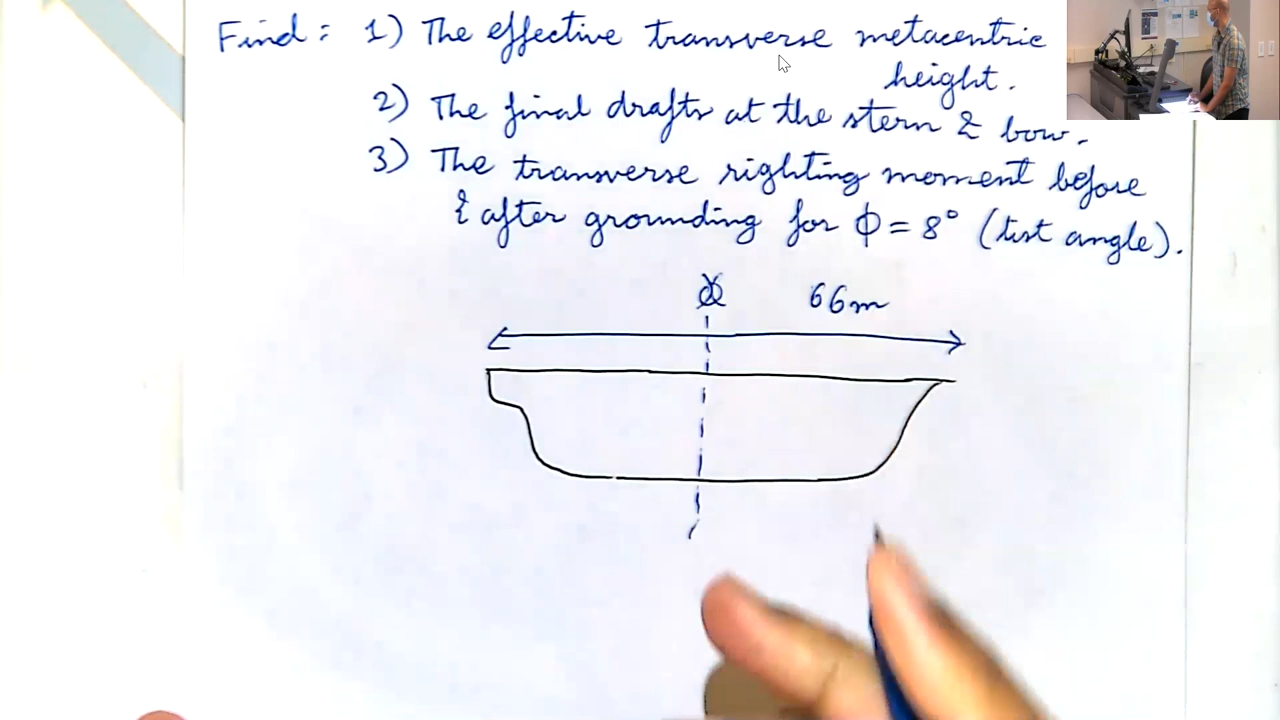 Find: 1) The effective transverse metacentric
height.
2) The final drafts at the stern & bow.
3) The transverse righting moment before
& after grounding for ϕ = 8° (list angle).
66m